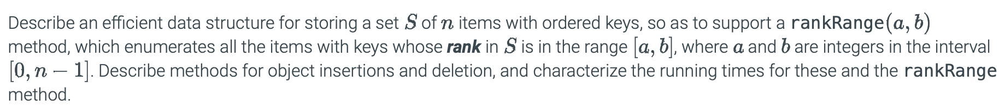 Describe an efficient data structure for storing a set S of n items with ordered keys, so as to support a rankRange(a, b)
method, which enumerates all the items with keys whose rank in S is in the range [a, b], where a and b are integers in the interval
[0, n − 1]. Describe methods for object insertions and deletion, and characterize the running times for these and the rankRange
method.